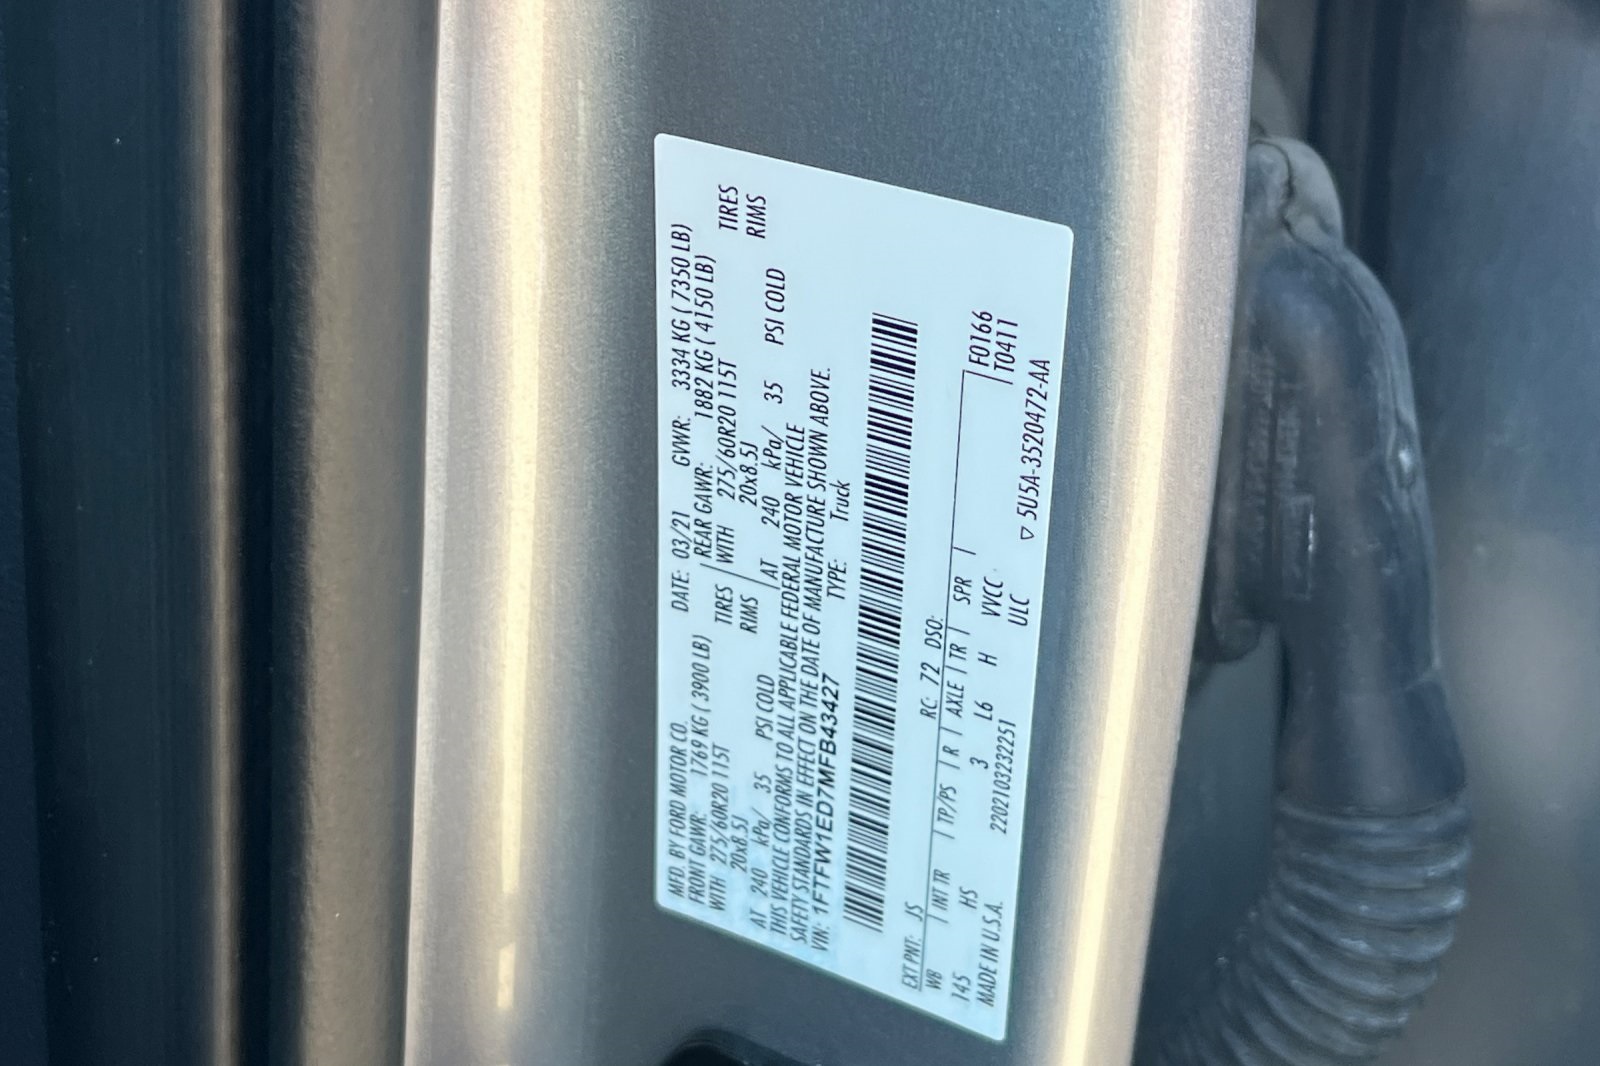 MFD. BY FORD MOTOR CO. DATE: 03/21 GVWR: 3334 KG ( 7350 LB)
FRONT GAWR: 1769 KG ( 3900 LB) REAR GAWR: 1882 KG ( 4150 LB)
WITH 275/60R20 115T TIRES WITH 275/60R20 115T TIRES
20x8.5J RIMS 20x8.5J RIMS
AT 240 kPa/ 35 PSI COLD AT 240 kPa/ 35 PSI COLD
THIS VEHICLE CONFORMS TO ALL APPLICABLE FEDERAL MOTOR VEHICLE
SAFETY STANDARDS IN EFFECT ON THE DATE OF MANUFACTURE SHOWN ABOVE.
VIN: 1FTFW1ED7MFB43427 TYPE: Truck
EXT PNT: JS RC: 72 DSO:
WB | INT TR | TP/PS | R | AXLE | TR | SPR | F0166
145 HS 3 L6 H VVCC T0411
MADE IN U.S.A. 2202103232251 ULC ▽ 5U5A-3520472-AA